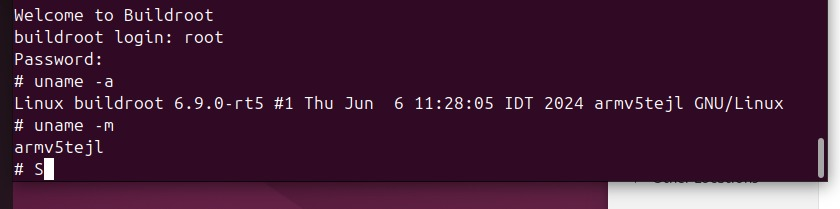 Welcome to Buildroot
buildroot login: root
Password:
# uname -a
Linux buildroot 6.9.0-rt5 #1 Thu Jun  6 11:28:05 IDT 2024 armv5tejl GNU/Linux
# uname -m
armv5tejl
# S